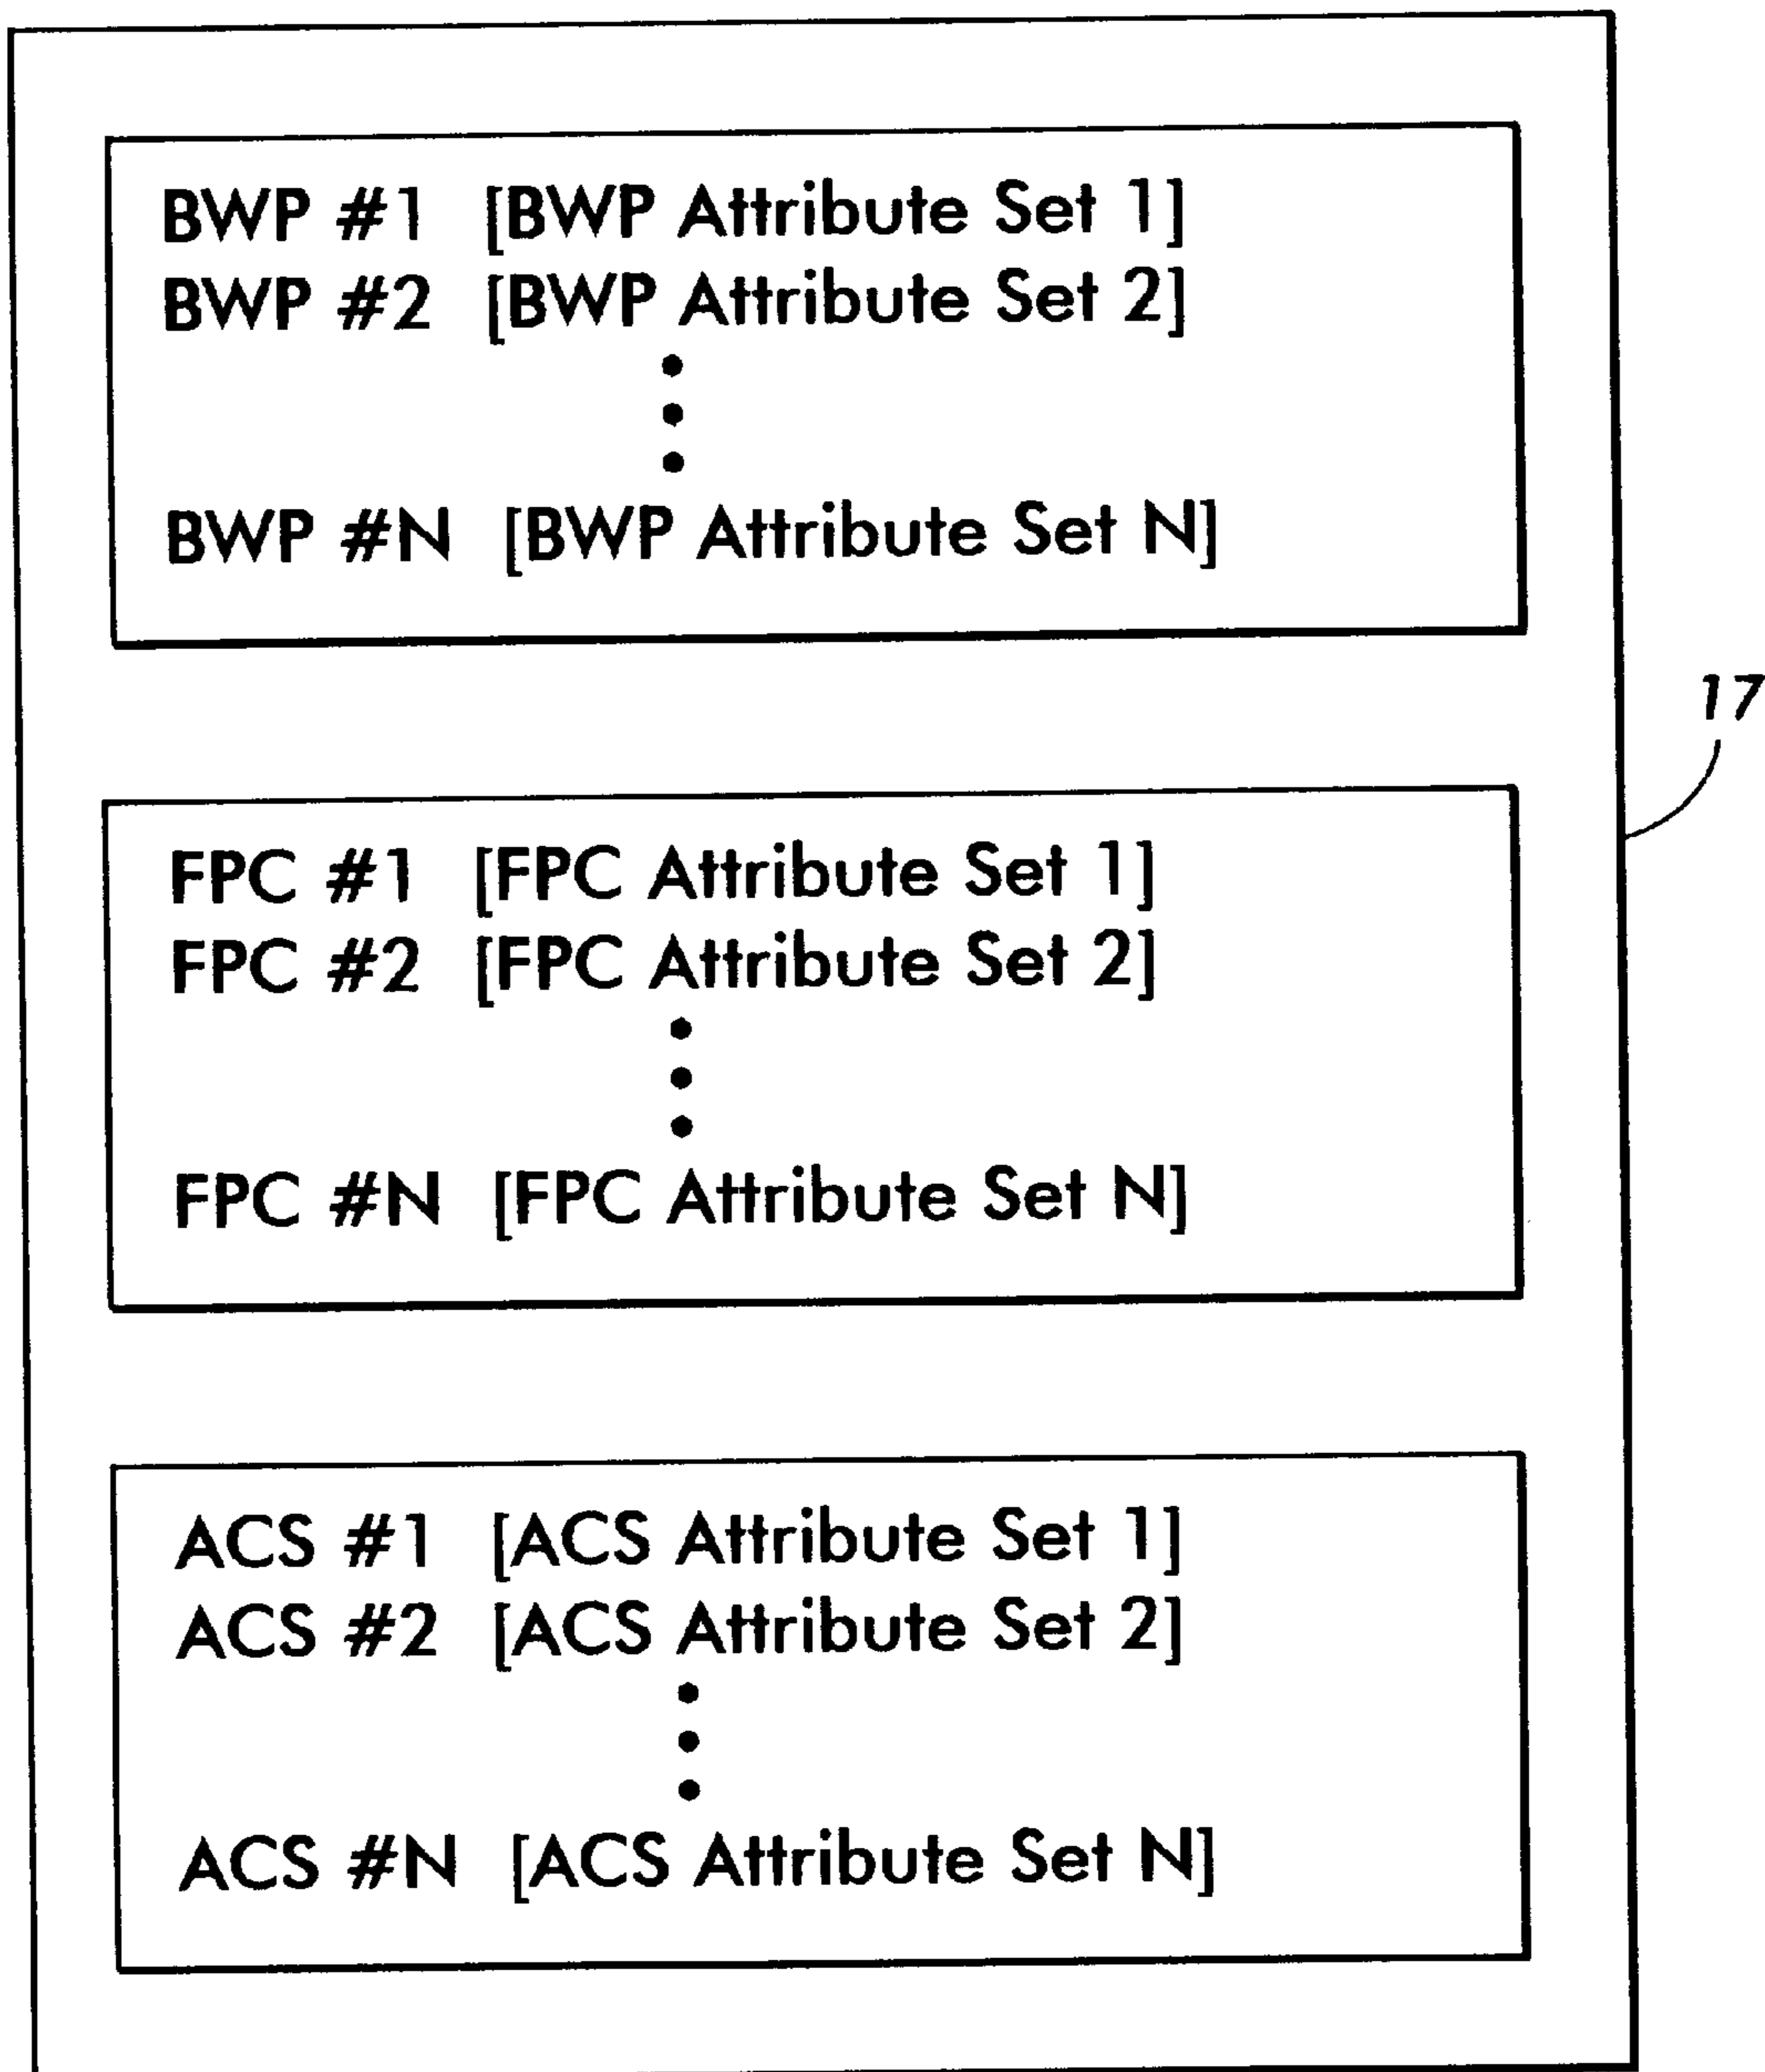 BWP #1 [BWP Attribute Set 1]
BWP #2 [BWP Attribute Set 2]
BWP #N [BWP Attribute Set N]
17
FPC #1 [FPC Attribute Set 1]
FPC #2 [FPC Attribute Set 2]
FPC #N [FPC Attribute Set N]
ACS #1 [ACS Attribute Set 1]
ACS #2 [ACS Attribute Set 2]
ACS #N [ACS Attribute Set N]